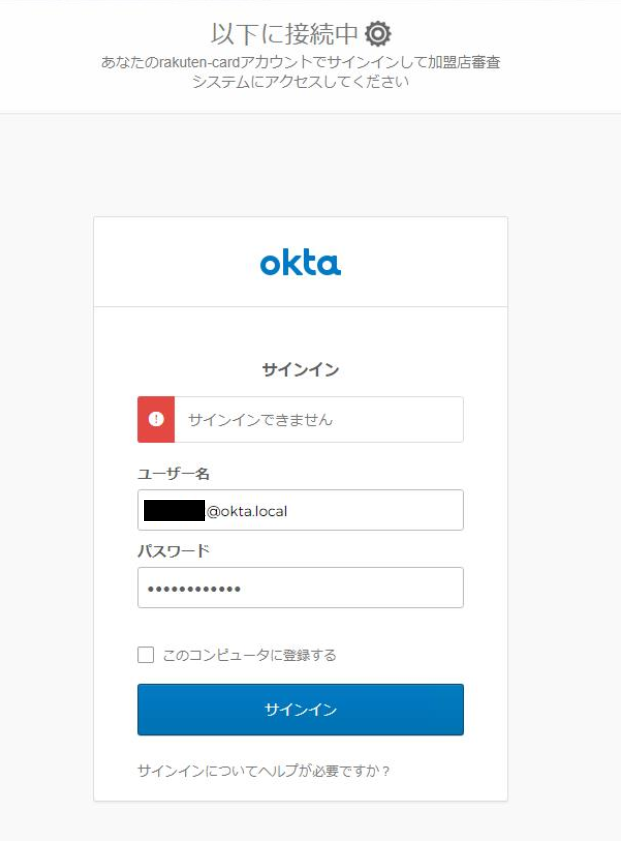 以下に接続中
あなたのrakuten-cardアカウントでサインインして加盟店審査
システムにアクセスしてください
okta
サインイン
サインインできません
ユーザー名
@okta.local
パスワード
このコンピュータに登録する
サインイン
サインインについてヘルプが必要ですか？